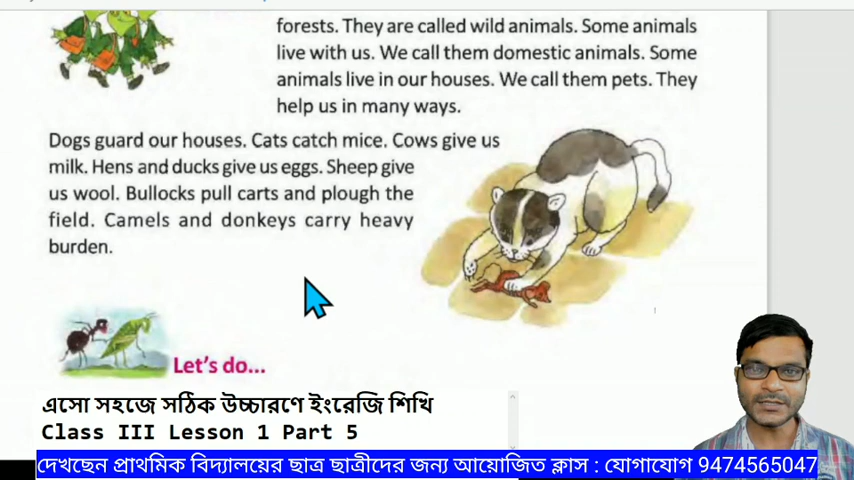 forests. They are called wild animals. Some animals
live with us. We call them domestic animals. Some
animals live in our houses. We call them pets. They
help us in many ways.
Dogs guard our houses. Cats catch mice. Cows give us
milk. Hens and ducks give us eggs. Sheep give
us wool. Bullocks pull carts and plough the
field. Camels and donkeys carry heavy
burden.
Let's do...
এসো সহজে সঠিক উচ্চারণে ইংরেজি শিখি
Class III Lesson 1 Part 5
দেখছেন প্রাথমিক বিদ্যালয়ের ছাত্র ছাত্রীদের জন্য আয়োজিত ক্লাস : যোগাযোগ 9474565047